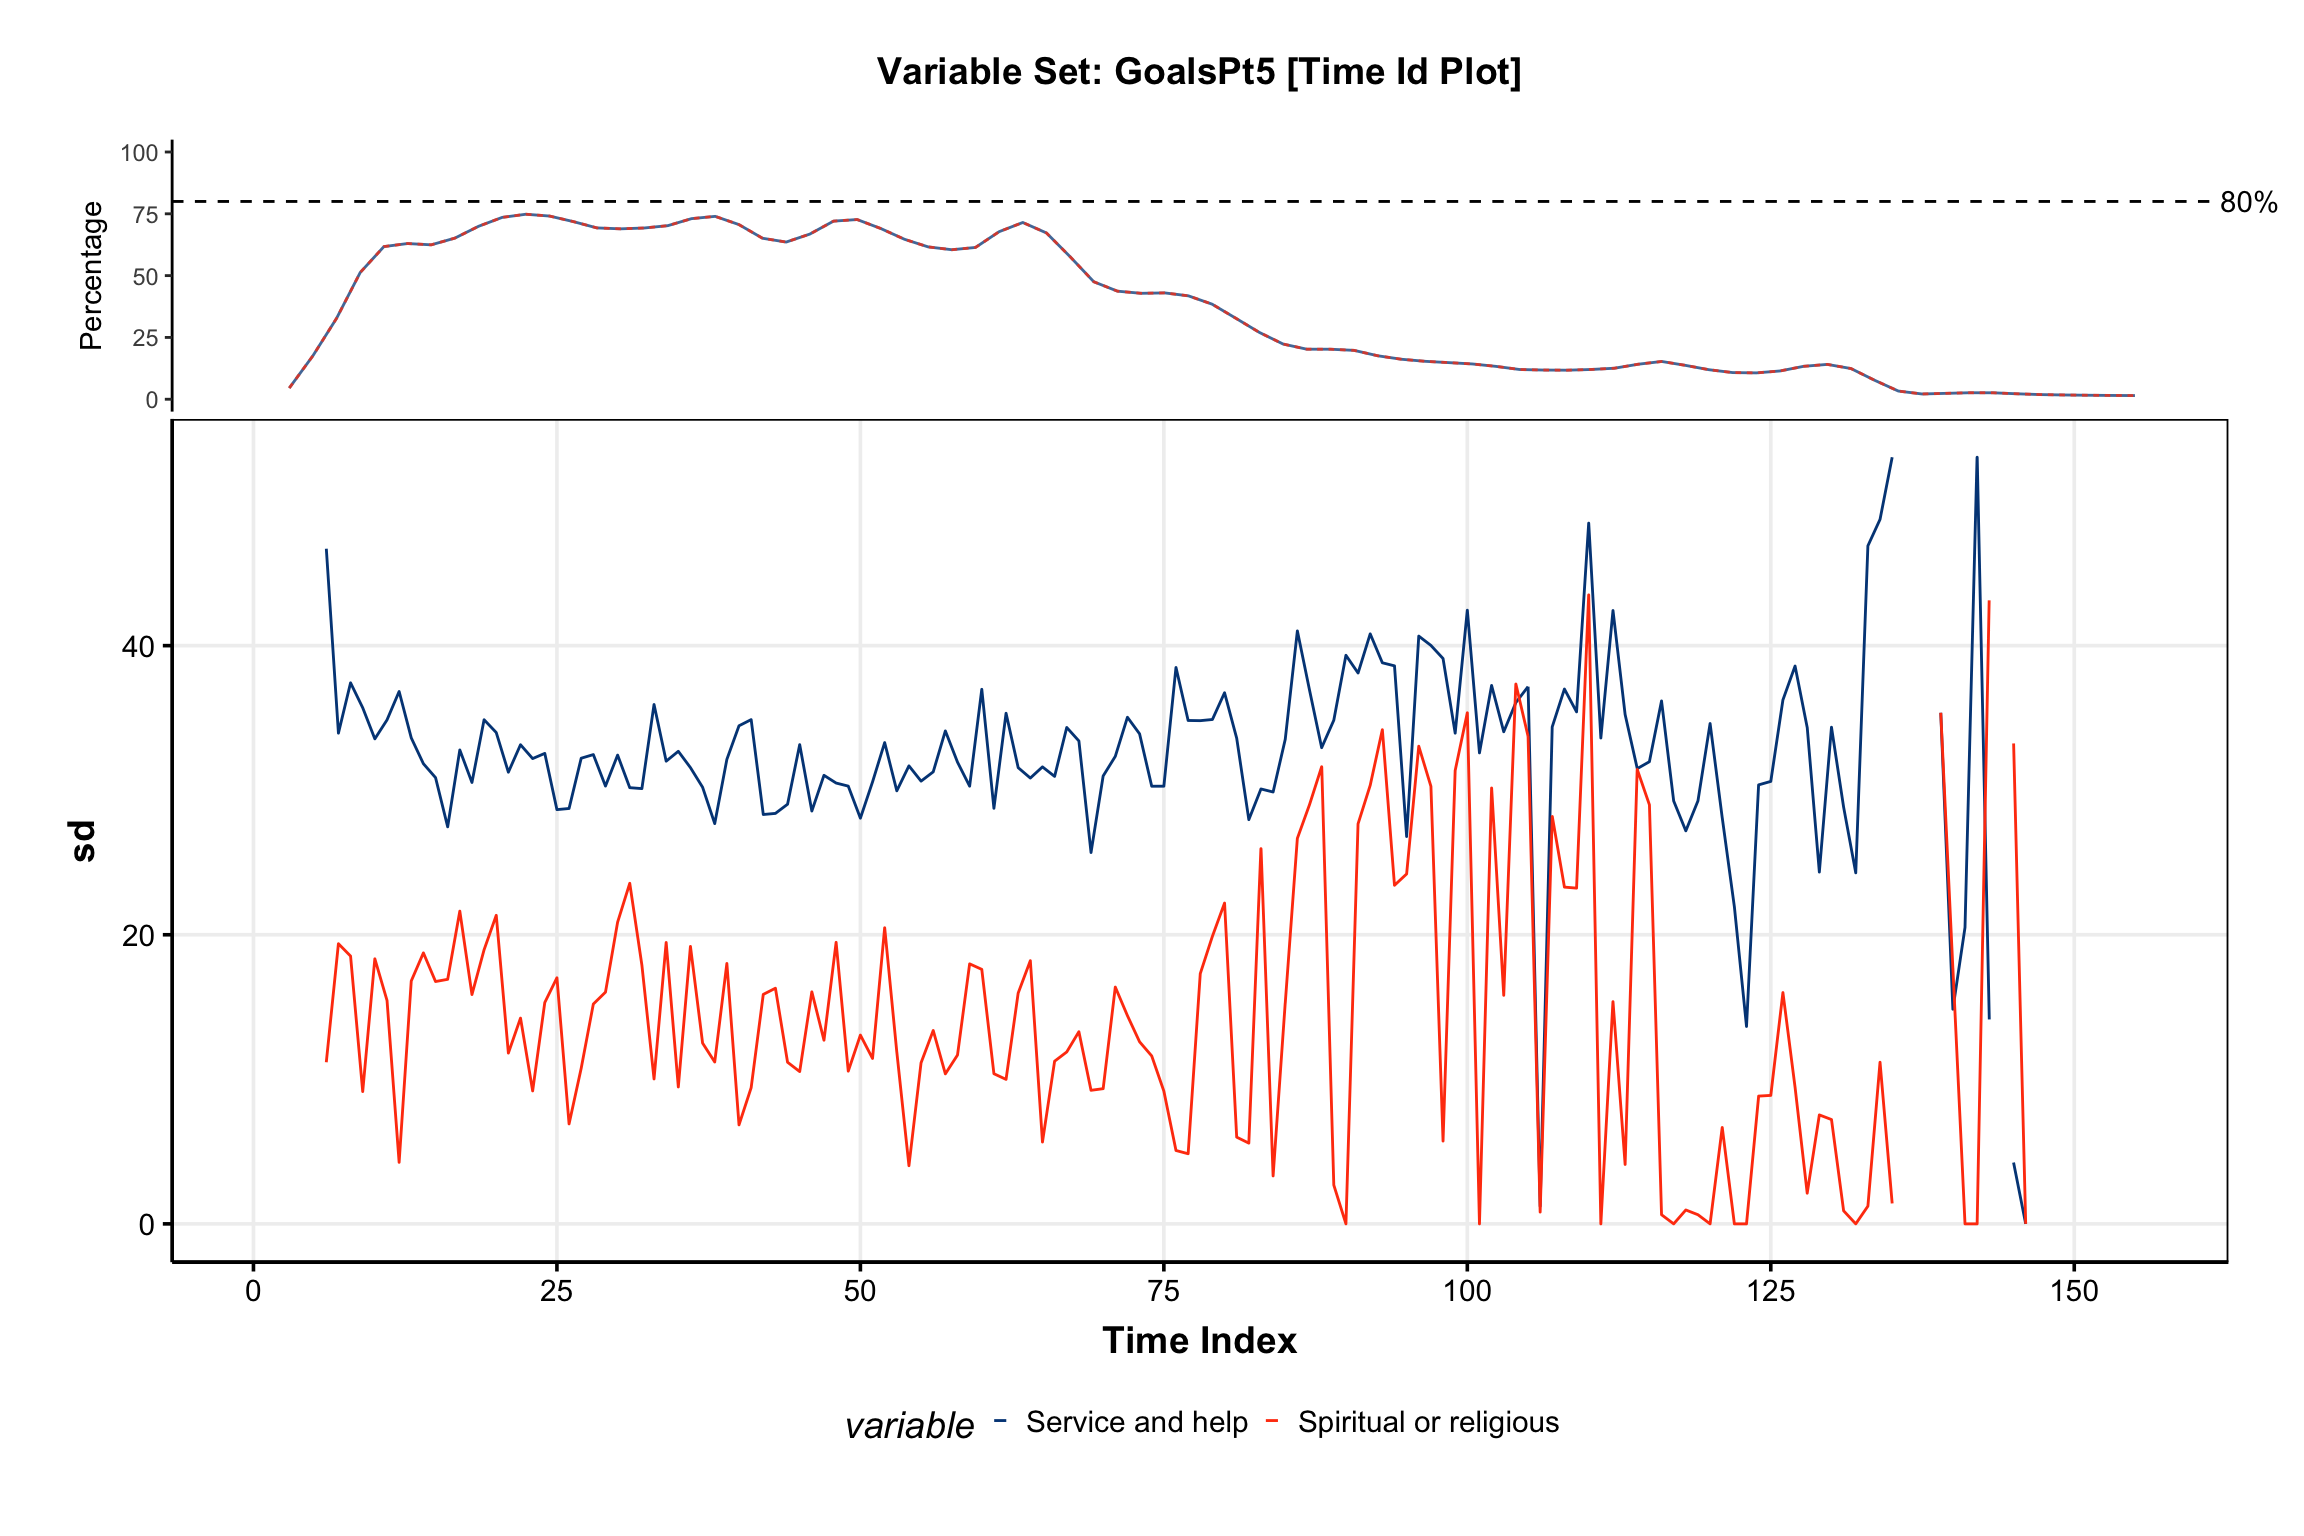 Variable Set: GoalsPt5 [Time Id Plot]
100
75
50
25
0
Percentage
80%
40
20
0
sd
0 25 50 75 100 125 150
Time Index
variable Service and help Spiritual or religious